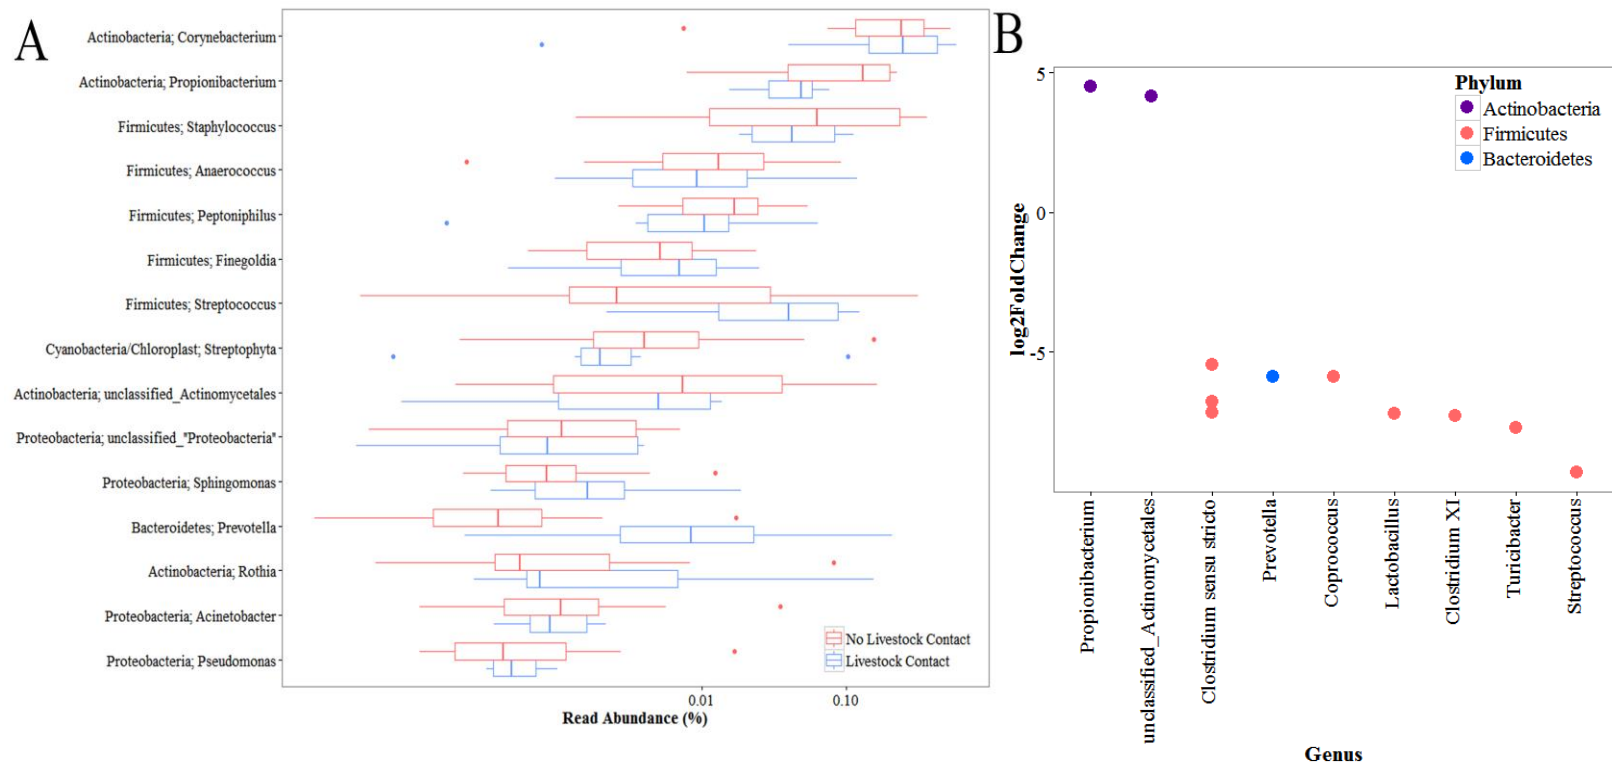 A
Actinobacteria; Corynebacterium
Actinobacteria; Propionibacterium
Firmicutes; Staphylococcus
Firmicutes; Anaerococcus
Firmicutes; Peptoniphilus
Firmicutes; Finegoldia
Firmicutes; Streptococcus
Cyanobacteria/Chloroplast; Streptophyta
Actinobacteria; unclassified_Actinomycetales
Proteobacteria; unclassified_"Proteobacteria"
Proteobacteria; Sphingomonas
Bacteroidetes; Prevotella
Actinobacteria; Rothia
Proteobacteria; Acinetobacter
Proteobacteria; Pseudomonas
No Livestock Contact
Livestock Contact
0.01
0.10
Read Abundance (%)
B
5
0
-5
log2FoldChange
Phylum
Actinobacteria
Firmicutes
Bacteroidetes
Propionibacterium
unclassified_Actinomycetales
Clostridium sensu stricto
Prevotella
Coprococcus
Lactobacillus
Clostridium XI
Turicibacter
Streptococcus
Genus